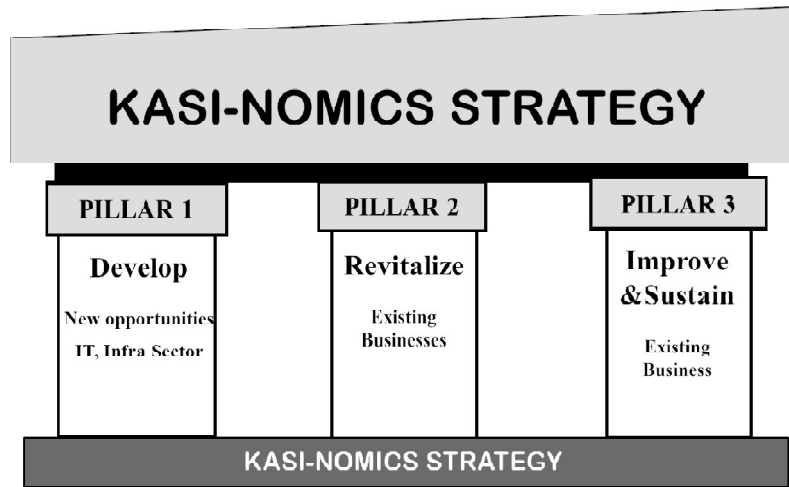 KASI-NOMICS STRATEGY
PILLAR 1
Develop
New opportunities
IT, Infra Sector
PILLAR 2
Revitalize
Existing
Businesses
PILLAR 3
Improve
&Sustain
Existing
Business
KASI-NOMICS STRATEGY